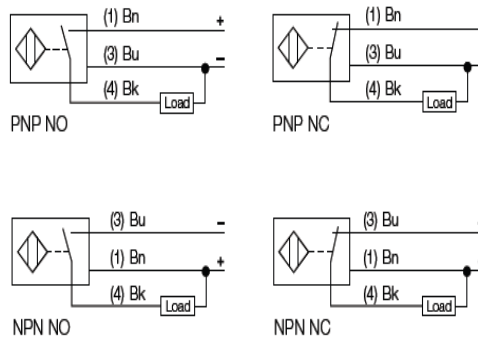 (1) Bn +
(3) Bu –
(4) Bk
Load
PNP NO
(1) Bn
(3) Bu
(4) Bk
Load
PNP NC
(3) Bu –
(1) Bn +
(4) Bk
Load
NPN NO
(3) Bu
(1) Bn
(4) Bk
Load
NPN NC